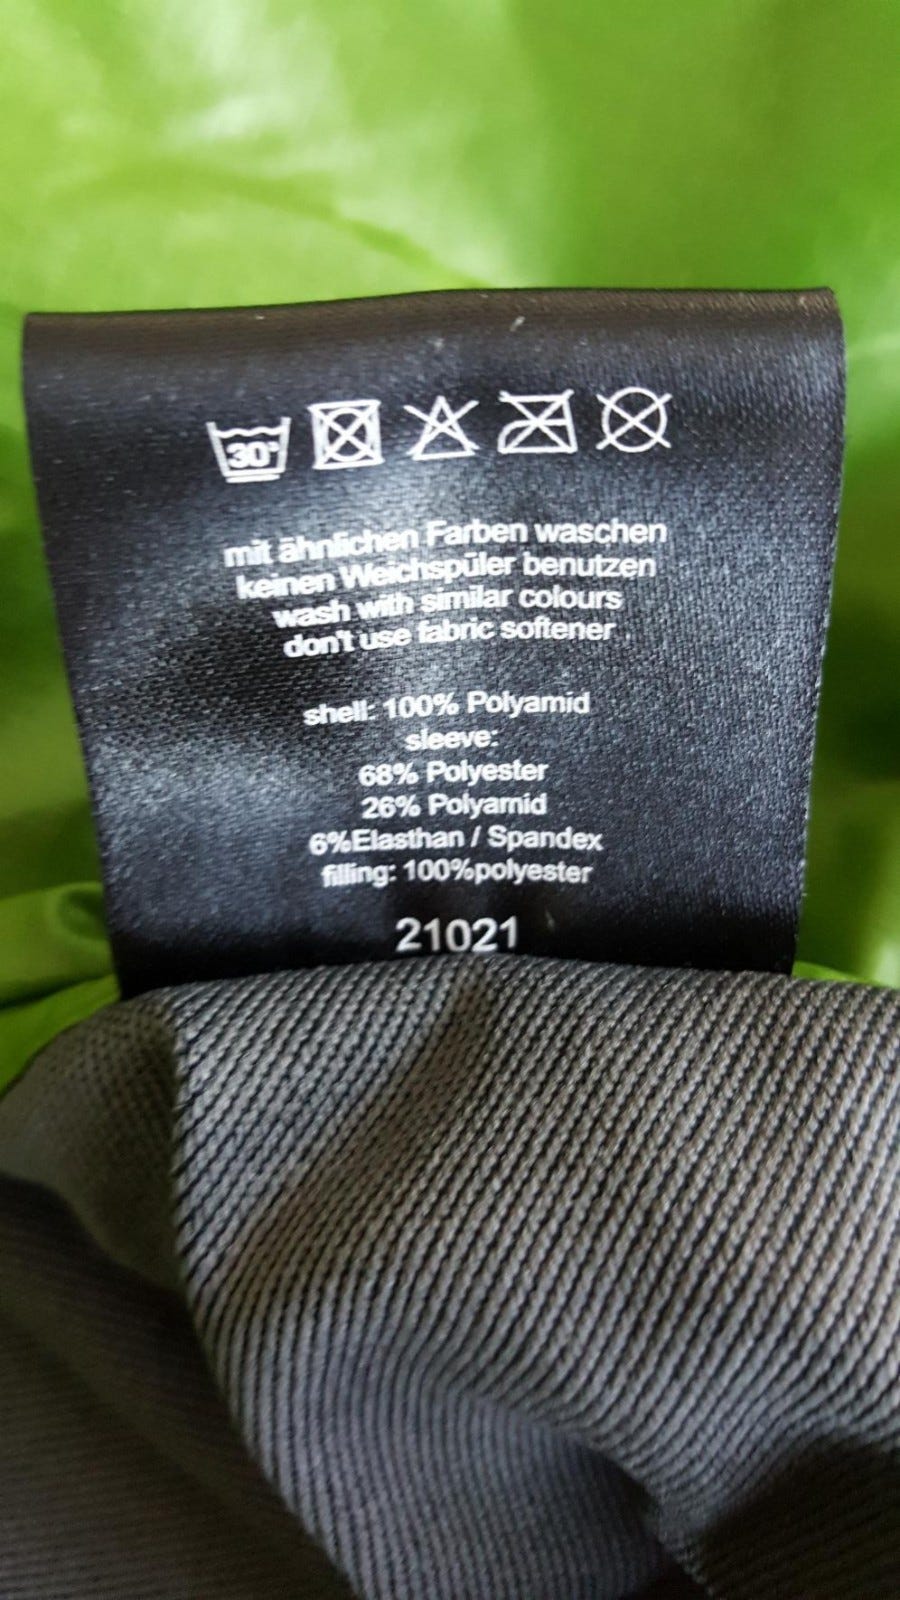 30°
mit ähnlichen Farben waschen
keinen Weichspüler benutzen
wash with similar colours
don't use fabric softener
shell: 100% Polyamid
sleeve:
68% Polyester
26% Polyamid
6%Elasthan / Spandex
filling: 100%polyester
21021